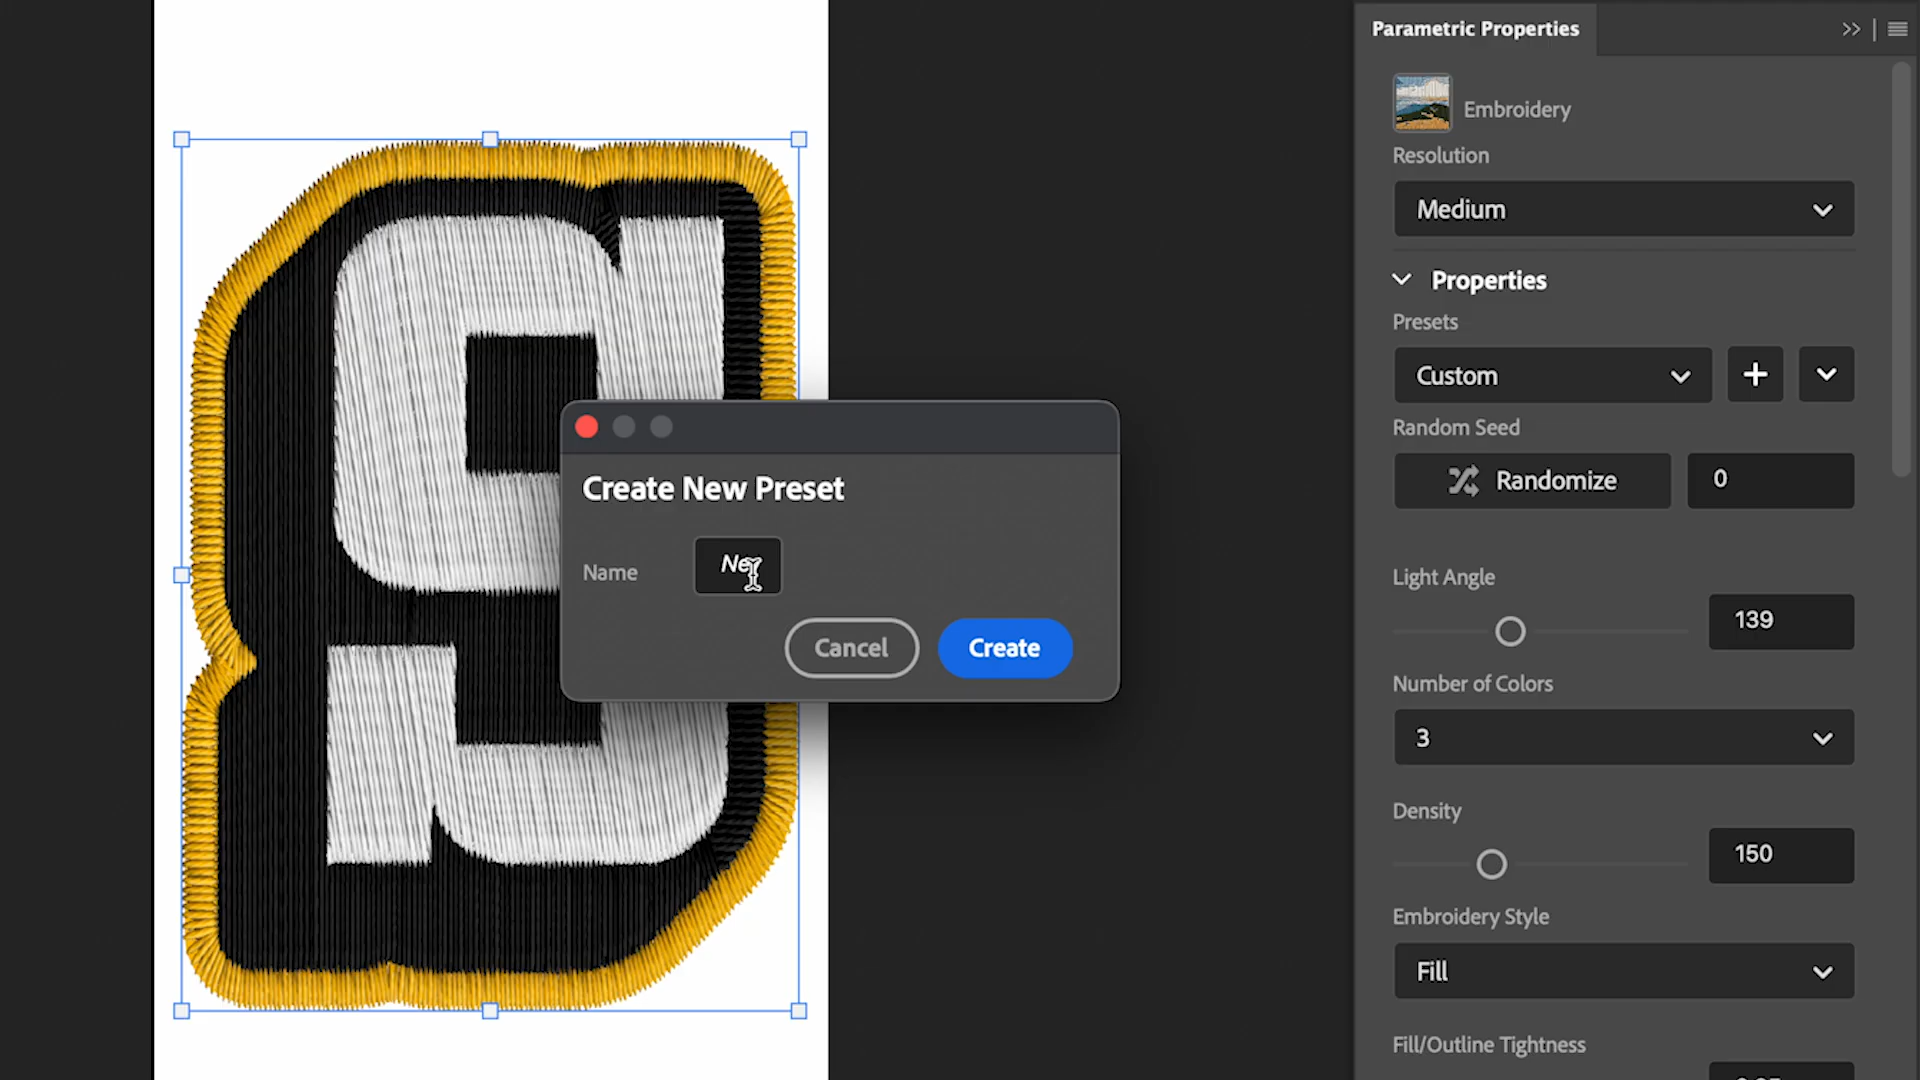 Parametric Properties
Embroidery
Resolution
Medium
Properties
Presets
Custom
Random Seed
Randomize
0
Light Angle
139
Number of Colors
3
Density
150
Embroidery Style
Fill
Fill/Outline Tightness
S
Create New Preset
Name
Cancel
Create